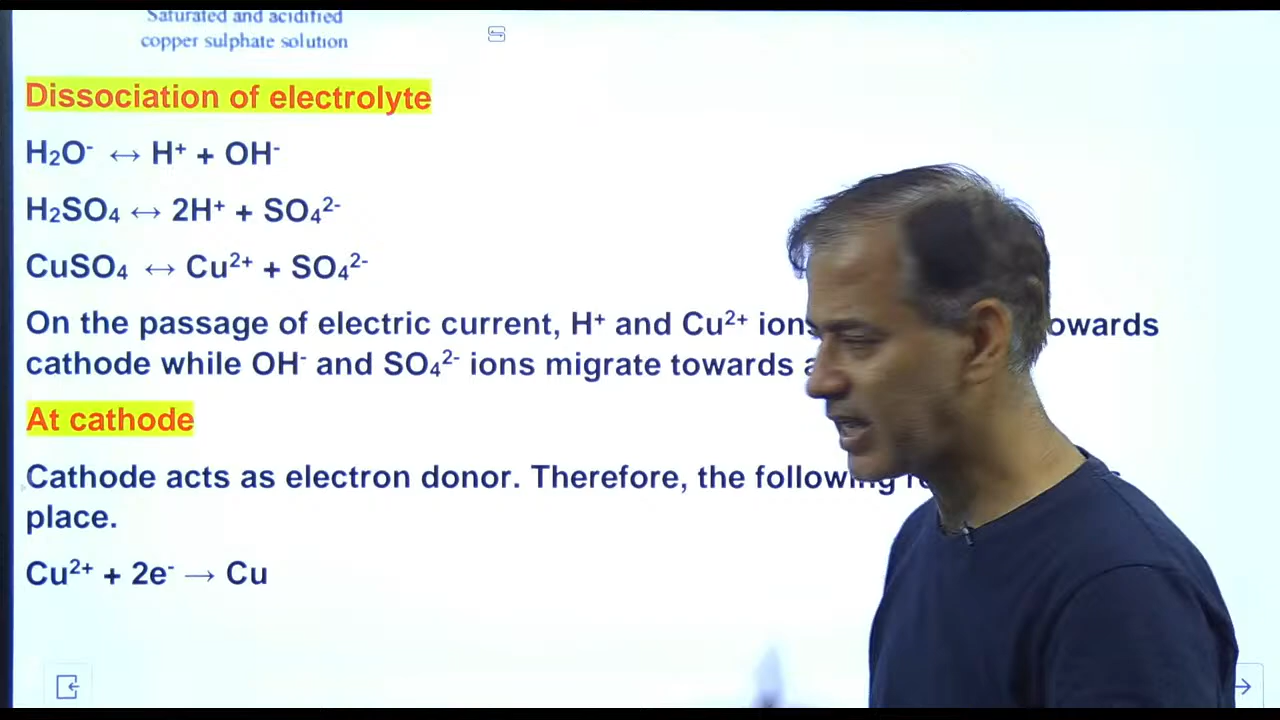 Saturated and acidified
copper sulphate solution
Dissociation of electrolyte
H₂O⁻ ↔ H⁺ + OH⁻
H₂SO₄ ↔ 2H⁺ + SO₄²⁻
CuSO₄ ↔ Cu²⁺ + SO₄²⁻
On the passage of electric current, H⁺ and Cu²⁺ ions owards
cathode while OH⁻ and SO₄²⁻ ions migrate towards a
At cathode
Cathode acts as electron donor. Therefore, the following
place.
Cu²⁺ + 2e⁻ → Cu